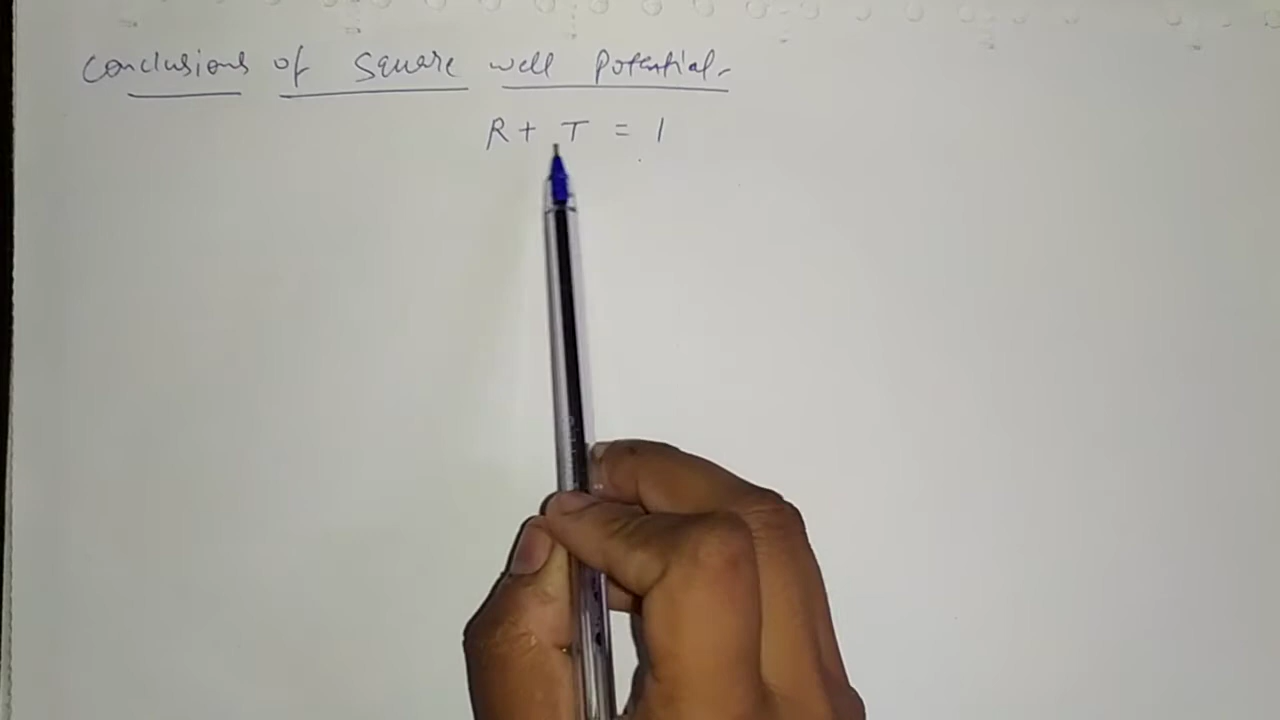 Conclusions of Square well Potential-
R + T = 1